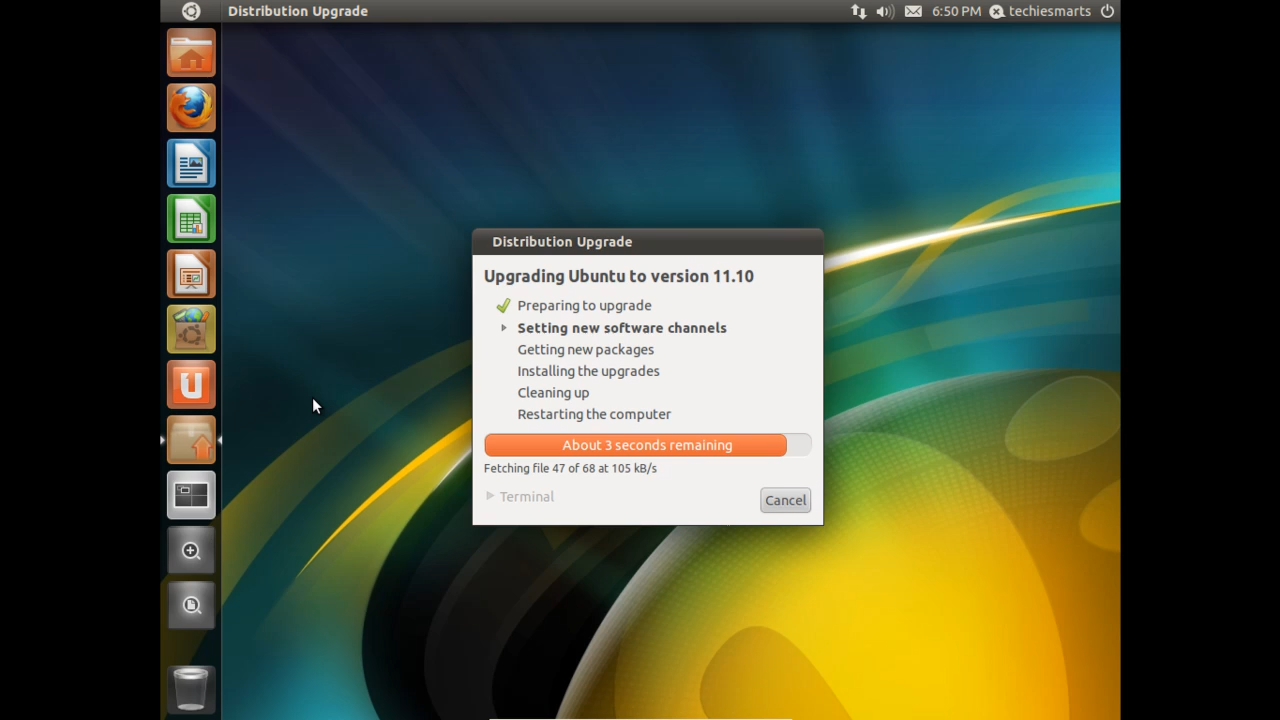 Distribution Upgrade
6:50 PM techiesmarts
Distribution Upgrade
Upgrading Ubuntu to version 11.10
Preparing to upgrade
Setting new software channels
Getting new packages
Installing the upgrades
Cleaning up
Restarting the computer
About 3 seconds remaining
Fetching file 47 of 68 at 105 kB/s
Terminal
Cancel